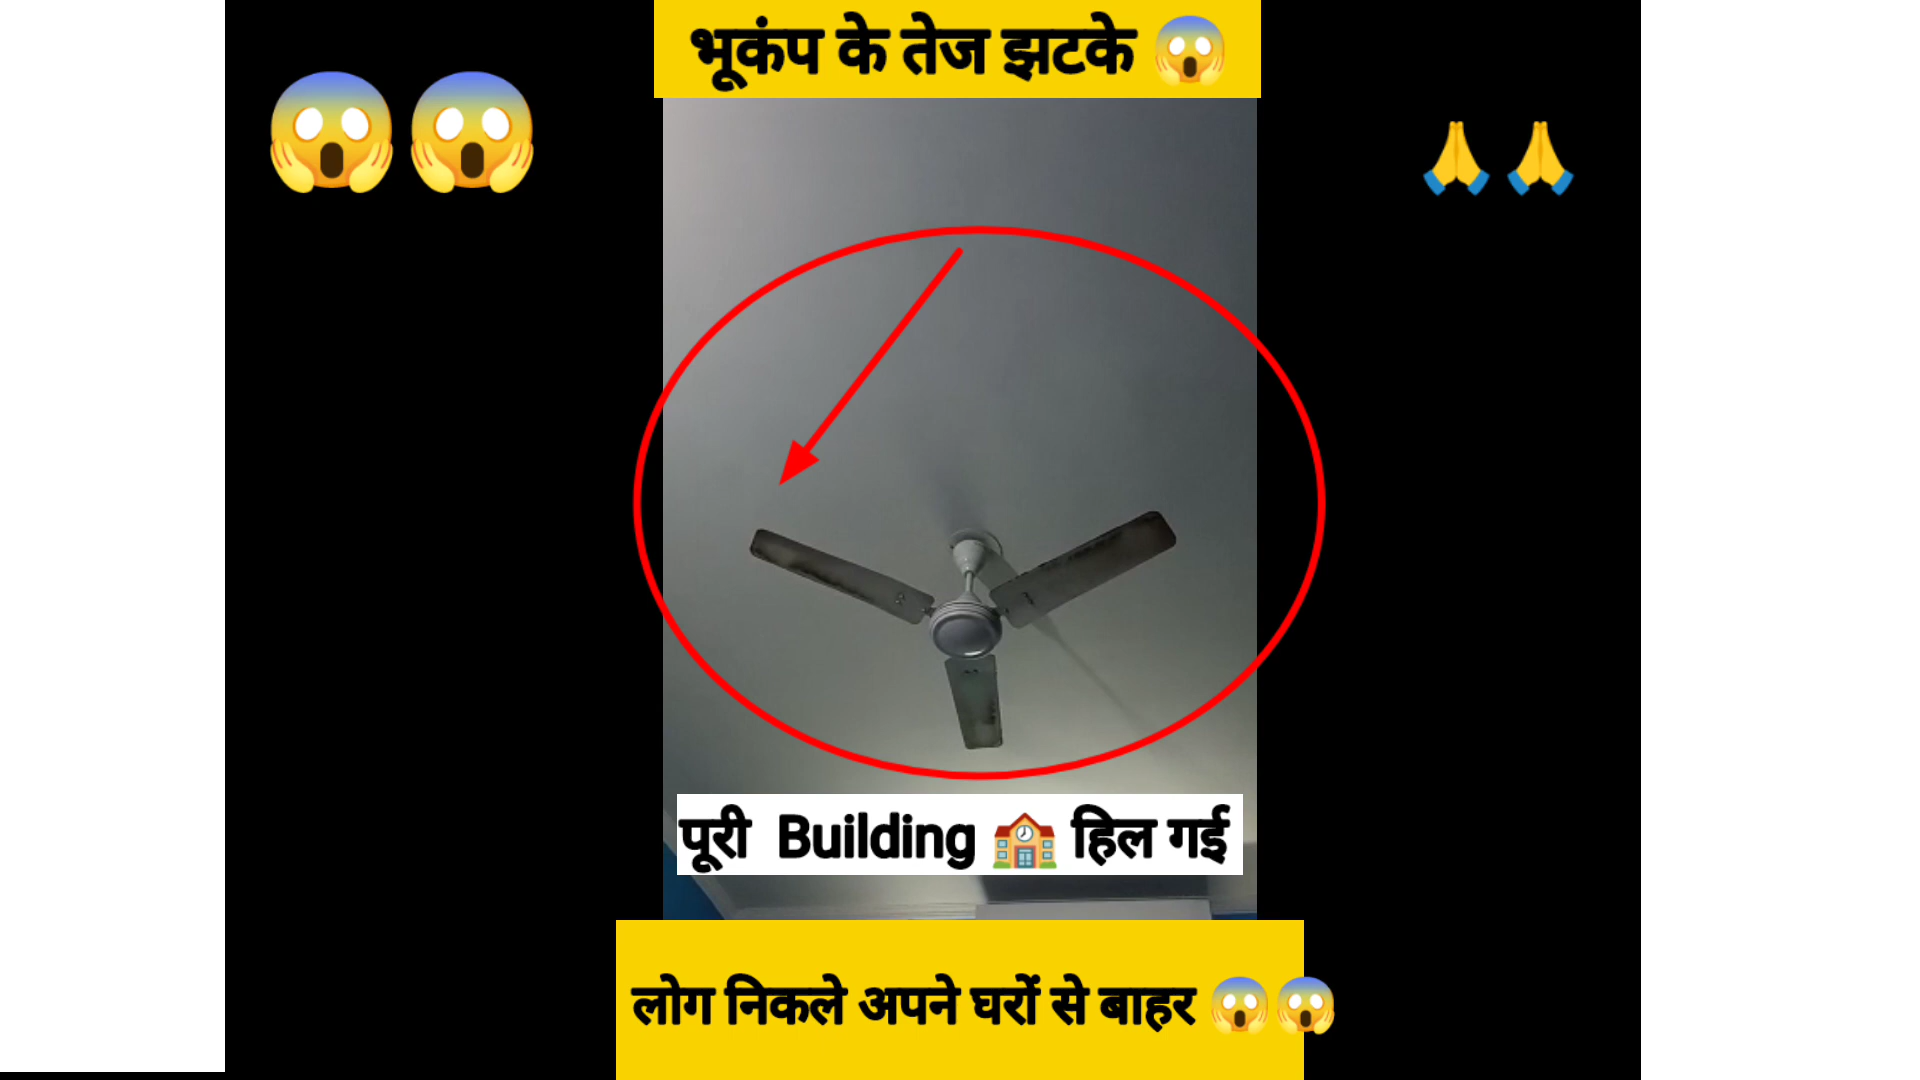 भूकंप के तेज झटके 😱
पूरी Building 🏫 हिल गई
लोग निकले अपने घरों से बाहर 😱😱